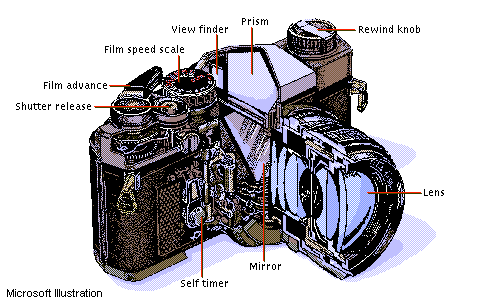 Prism
View finder
Rewind knob
Film speed scale
Film advance
Shutter release
Lens
Mirror
Self timer
Microsoft Illustration